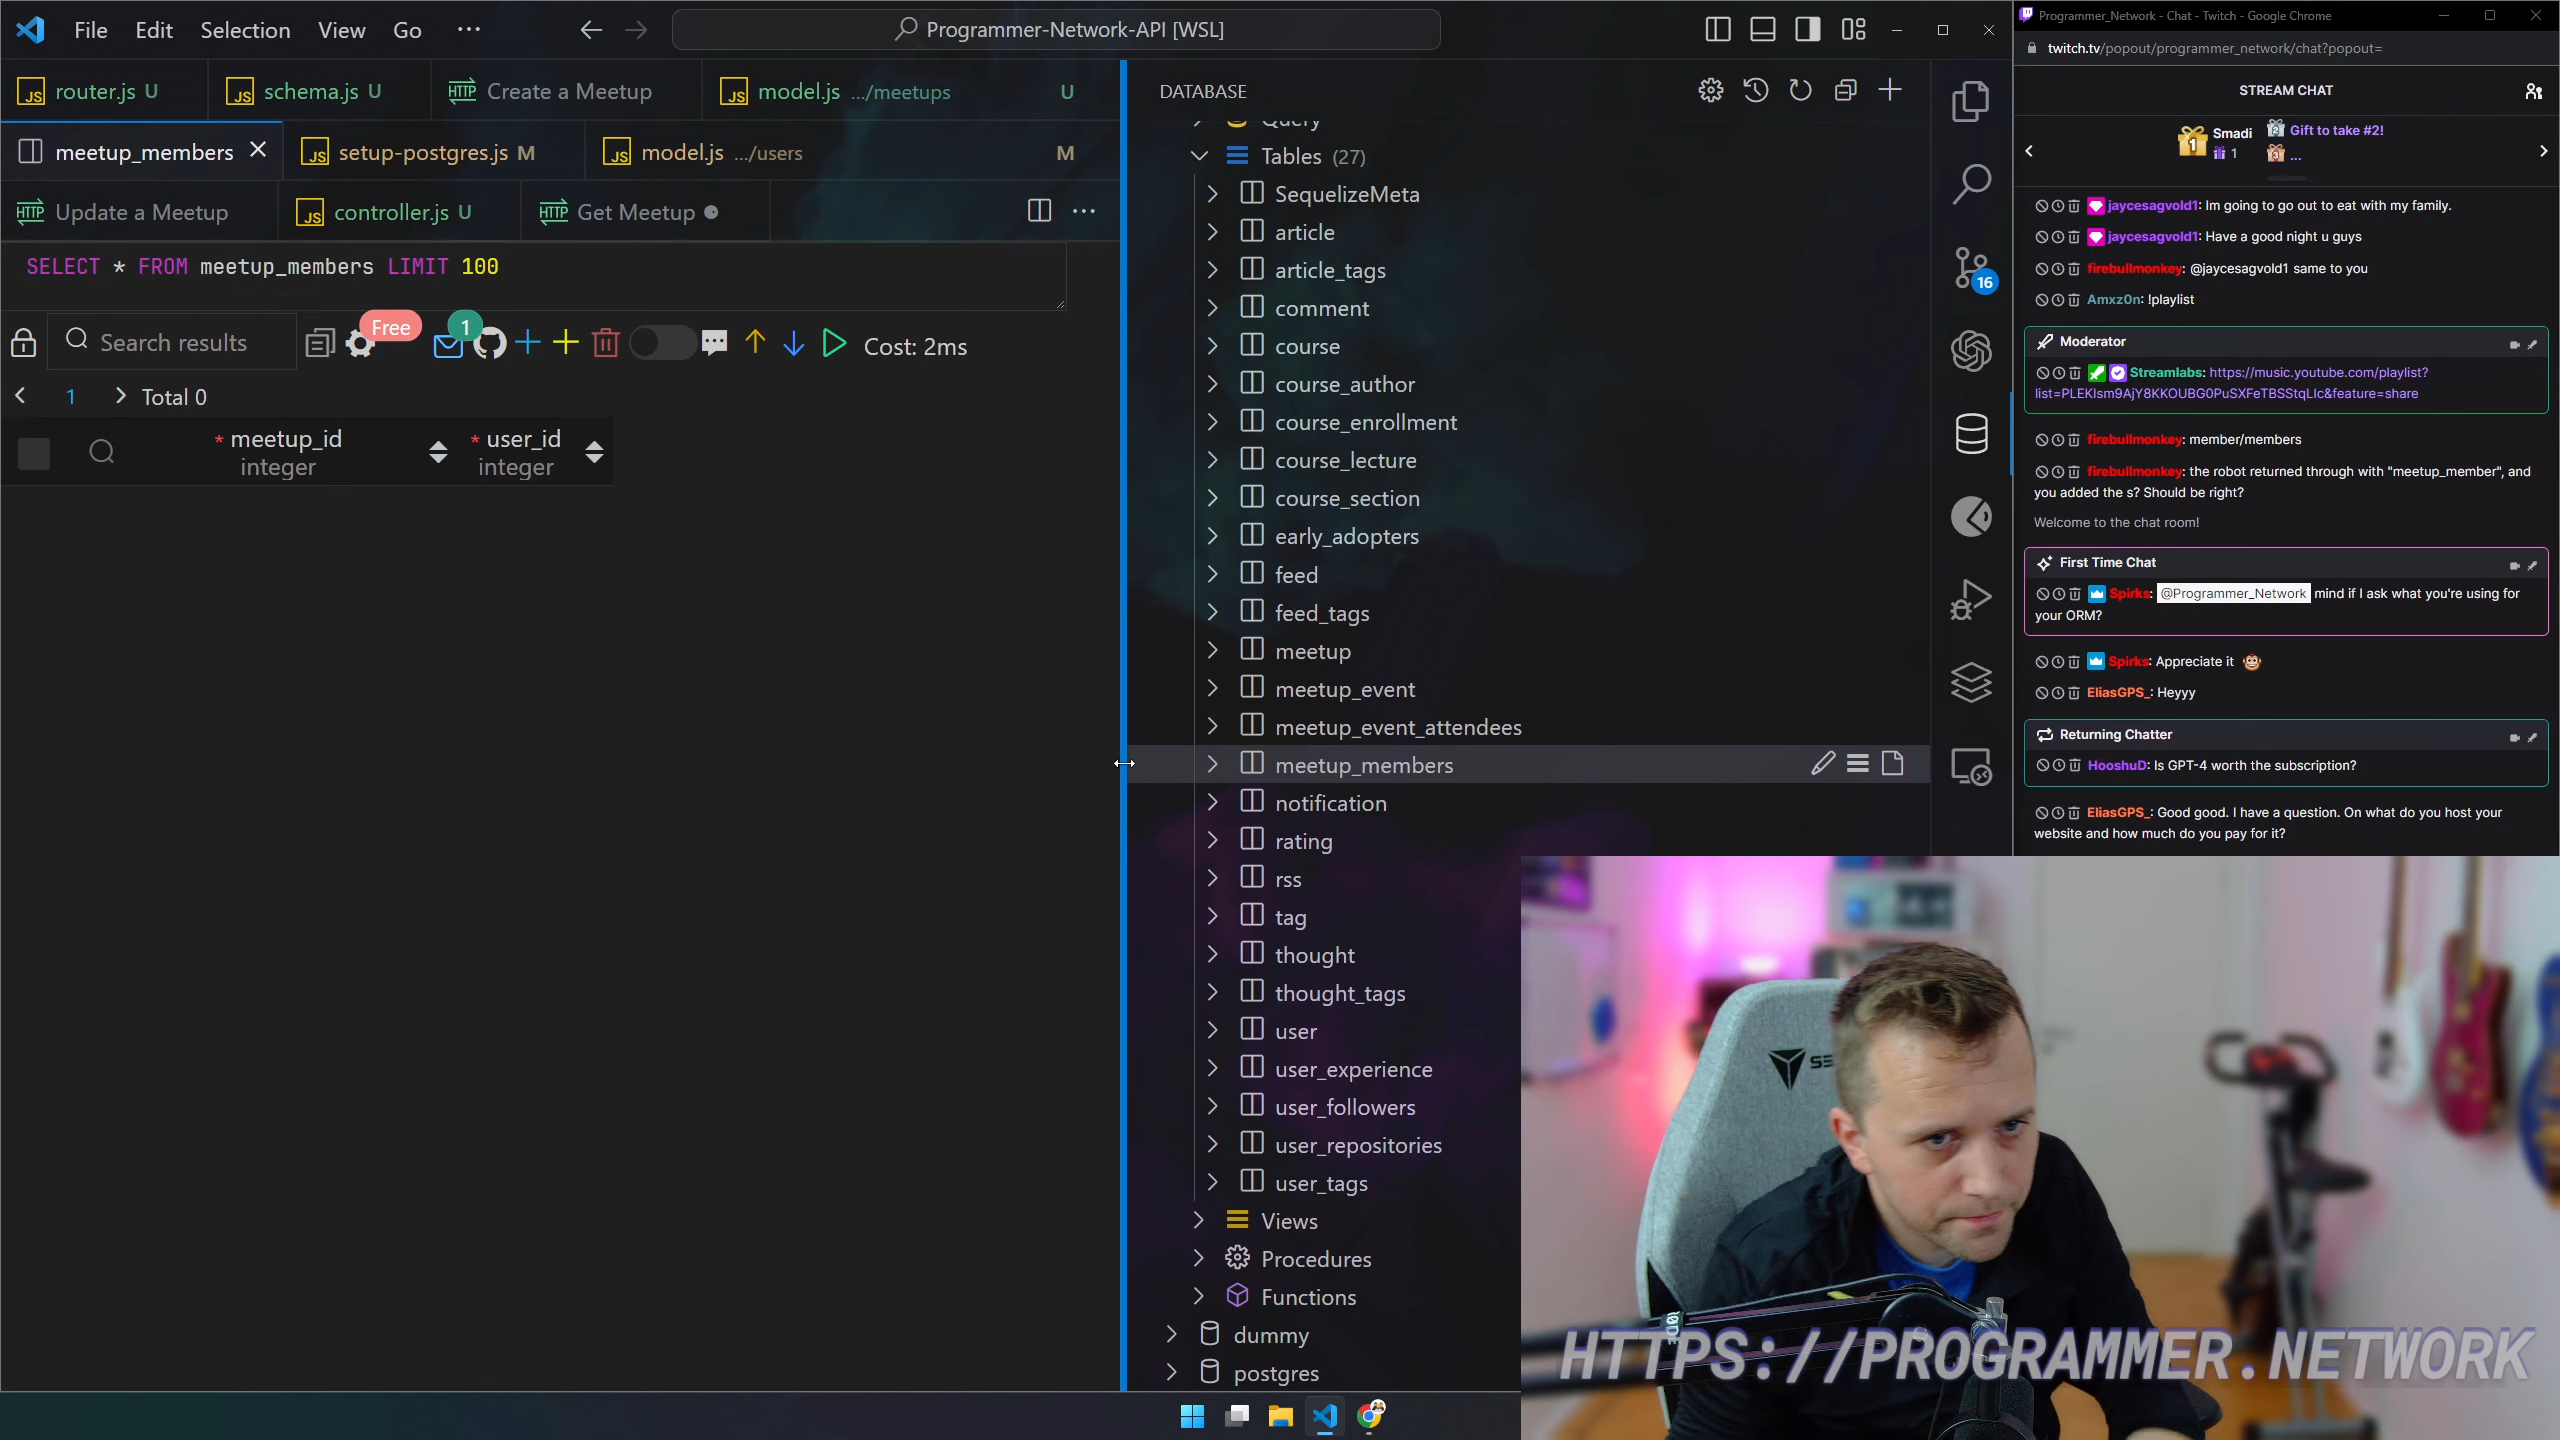 File Edit Selection View Go ···
Programmer-Network-API [WSL]
router.js U
schema.js U
Create a Meetup
model.js .../meetups U
meetup_members
setup-postgres.js M
model.js .../users M
Update a Meetup
controller.js U
Get Meetup
SELECT * FROM meetup_members LIMIT 100
Search results
Free
1
Cost: 2ms
1
Total 0
* meetup_id
integer
* user_id
integer
DATABASE
Query
Tables (27)
SequelizeMeta
article
article_tags
comment
course
course_author
course_enrollment
course_lecture
course_section
early_adopters
feed
feed_tags
meetup
meetup_event
meetup_event_attendees
meetup_members
notification
rating
rss
tag
thought
thought_tags
user
user_experience
user_followers
user_repositories
user_tags
Views
Procedures
Functions
dummy
postgres
16
Programmer_Network - Chat - Twitch - Google Chrome
twitch.tv/popout/programmer_network/chat?popout=
STREAM CHAT
Smadi
1
Gift to take #2!
...
jaycesagvold1: Im going to go out to eat with my family.
jaycesagvold1: Have a good night u guys
firebullmonkey: @jaycesagvold1 same to you
Amxz0n: !playlist
Moderator
Streamlabs: https://music.youtube.com/playlist?
list=PLEKIsm9AjY8KKOUBG0PuSXFeTBSStqLlc&feature=share
firebullmonkey: member/members
firebullmonkey: the robot returned through with "meetup_member", and
you added the s? Should be right?
Welcome to the chat room!
First Time Chat
Spirks: @Programmer_Network mind if I ask what you're using for
your ORM?
Spirks: Appreciate it
EliasGPS_: Heyyy
Returning Chatter
HooshuD: Is GPT-4 worth the subscription?
EliasGPS_: Good good. I have a question. On what do you host your
website and how much do you pay for it?
HTTPS://PROGRAMMER.NETWORK